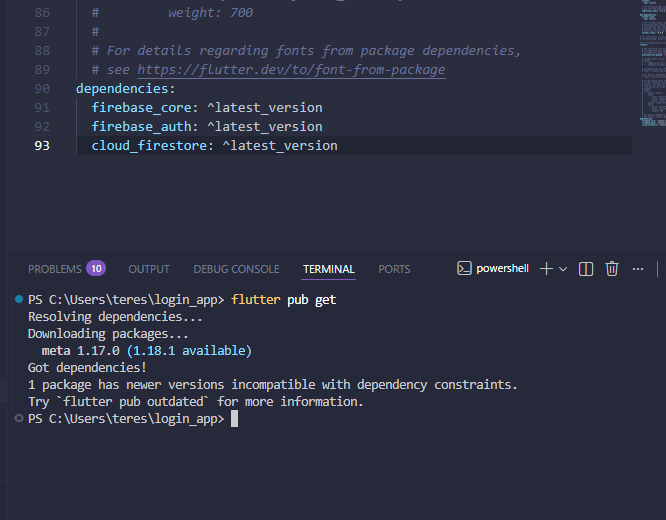 86 # weight: 700
87 #
88 # For details regarding fonts from package dependencies,
89 # see https://flutter.dev/to/font-from-package
90 dependencies:
91 firebase_core: ^latest_version
92 firebase_auth: ^latest_version
93 cloud_firestore: ^latest_version
PROBLEMS 10 OUTPUT DEBUG CONSOLE TERMINAL PORTS powershell
PS C:\Users\teres\login_app> flutter pub get
Resolving dependencies...
Downloading packages...
meta 1.17.0 (1.18.1 available)
Got dependencies!
1 package has newer versions incompatible with dependency constraints.
Try `flutter pub outdated` for more information.
PS C:\Users\teres\login_app>